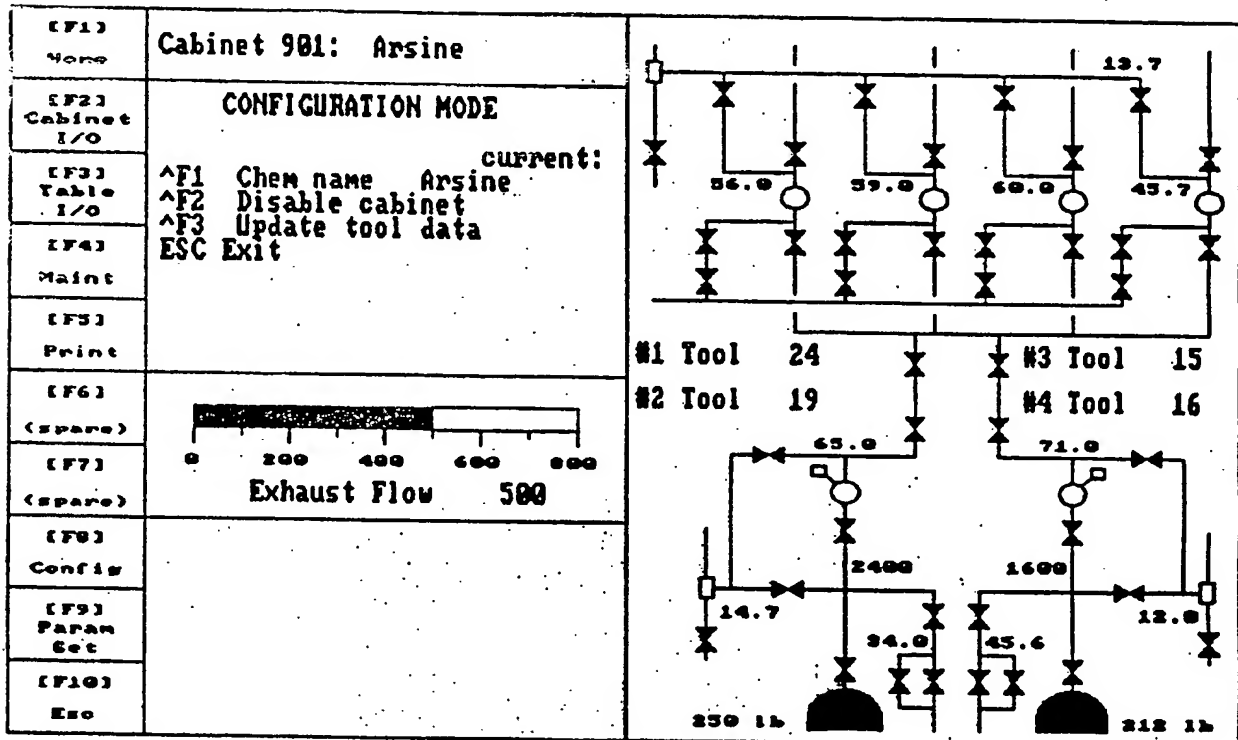 [F1]
Home
[F2]
Cabinet
I/O
[F3]
Table
I/O
[F4]
Maint
[F5]
Print
[F6]
(spare)
[F7]
(spare)
[F8]
Config
[F9]
Param
Set
[F10]
Esc
Cabinet 901: Arsine
CONFIGURATION MODE
current:
^F1 Chem name Arsine
^F2 Disable cabinet
^F3 Update tool data
ESC Exit
0 200 400 600 800
Exhaust Flow 500
13.7
56.0 59.0 60.0 45.7
#1 Tool 24 #3 Tool 15
#2 Tool 19 #4 Tool 16
65.0 71.0
2400 1600
14.7 12.8
34.0 45.6
250 lb 212 lb